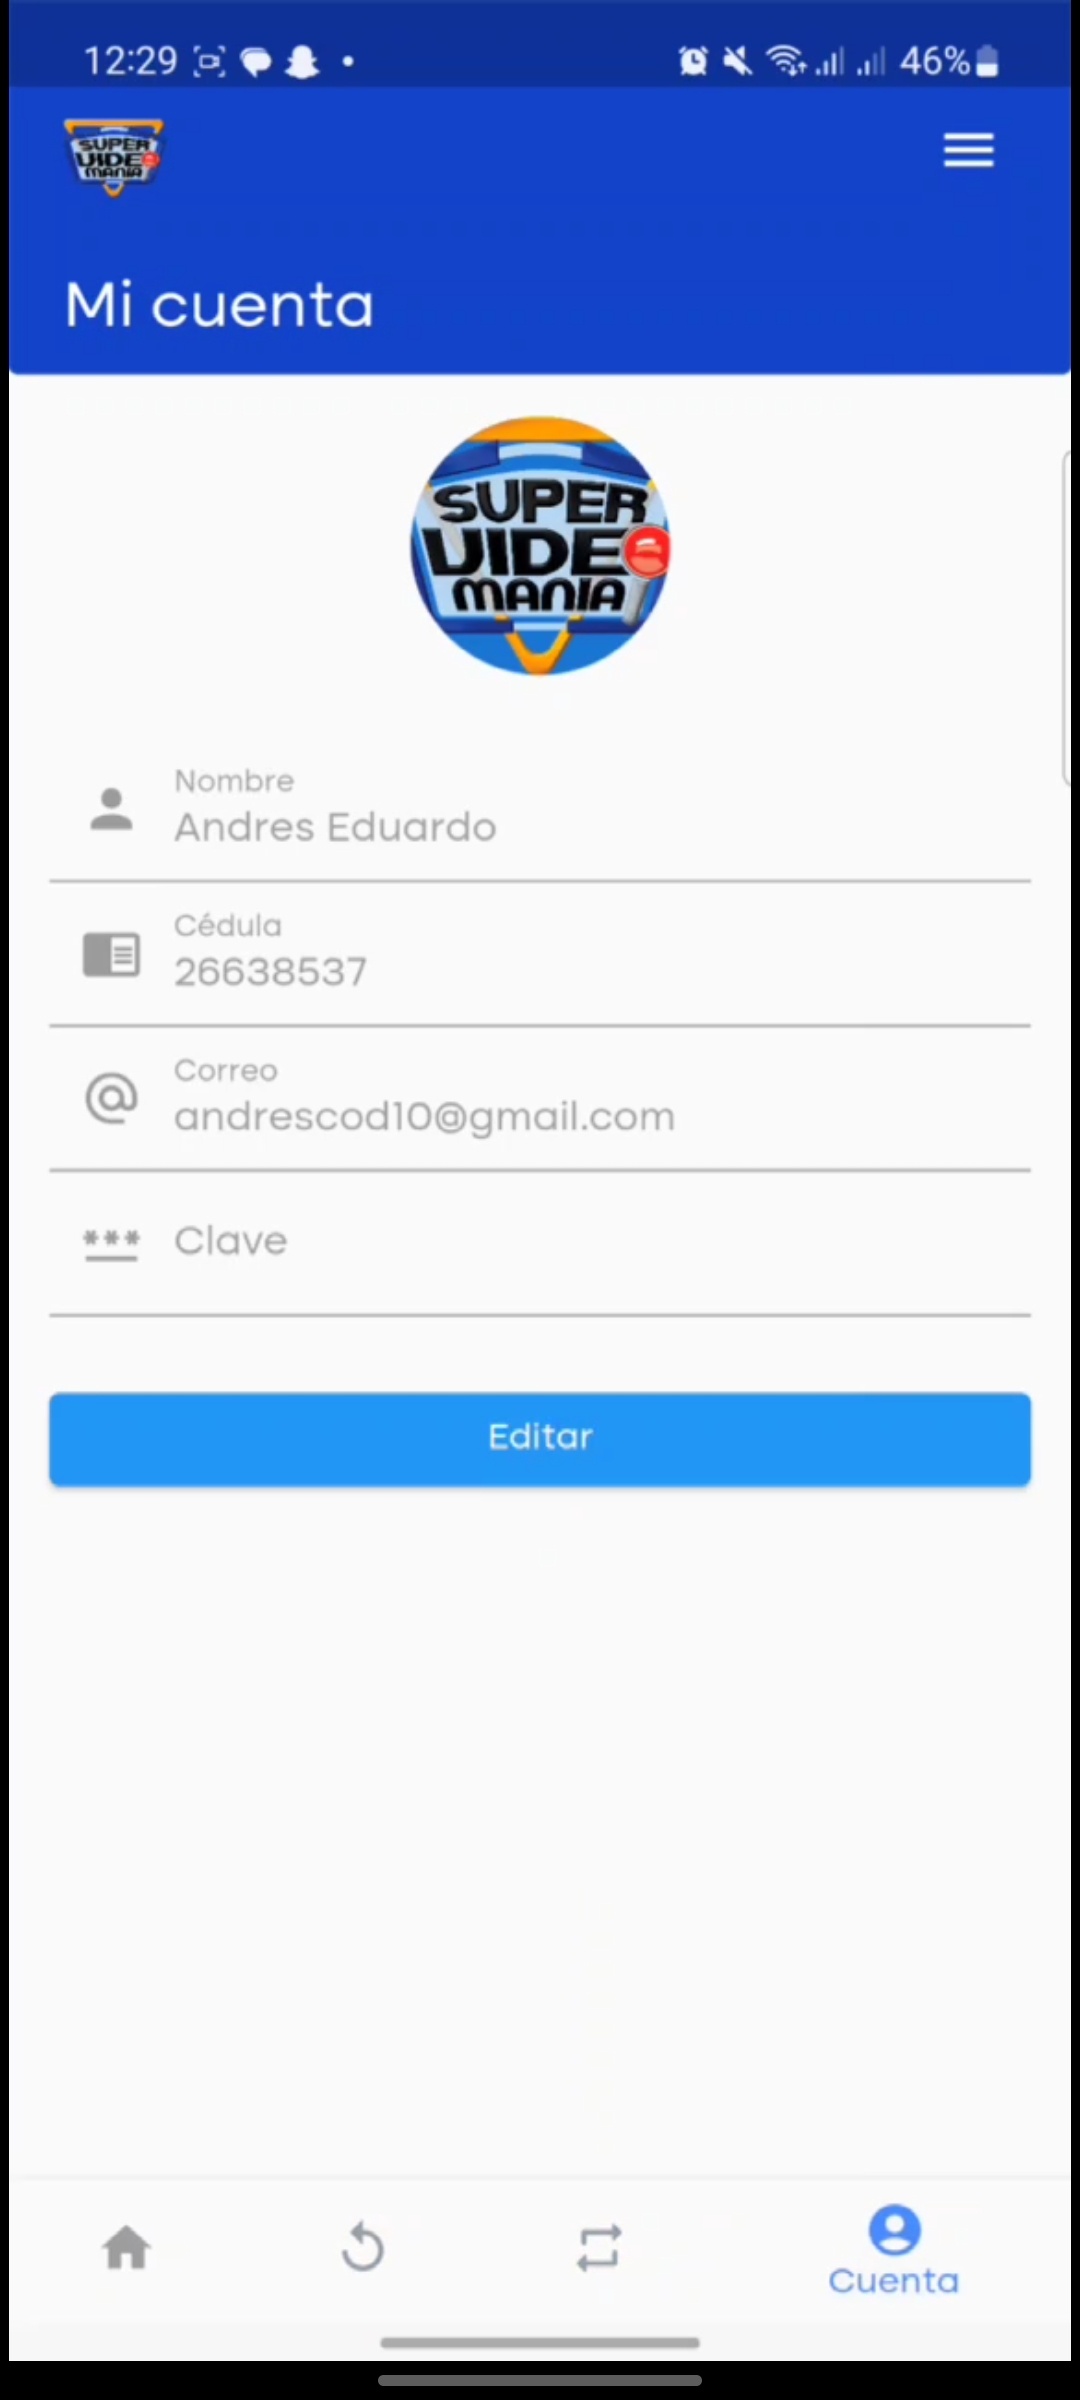 12:29
46%
SUPER
VIDEO
MANIA
Mi cuenta
SUPER
VIDEO
MANIA
Nombre
Andres Eduardo
Cédula
26638537
Correo
andrescod10@gmail.com
*** Clave
Editar
Cuenta